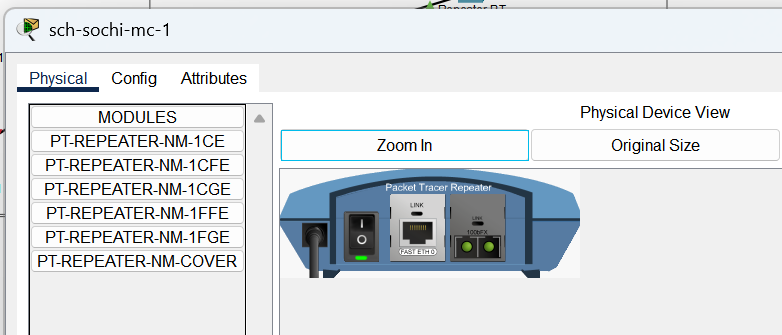 Repeater PT
sch-sochi-mc-1
Physical
Config
Attributes
MODULES
PT-REPEATER-NM-1CE
PT-REPEATER-NM-1CFE
PT-REPEATER-NM-1CGE
PT-REPEATER-NM-1FFE
PT-REPEATER-NM-1FGE
PT-REPEATER-NM-COVER
Physical Device View
Zoom In
Original Size
Packet Tracer Repeater
LINK
FAST ETH 0
LINK
100bFX